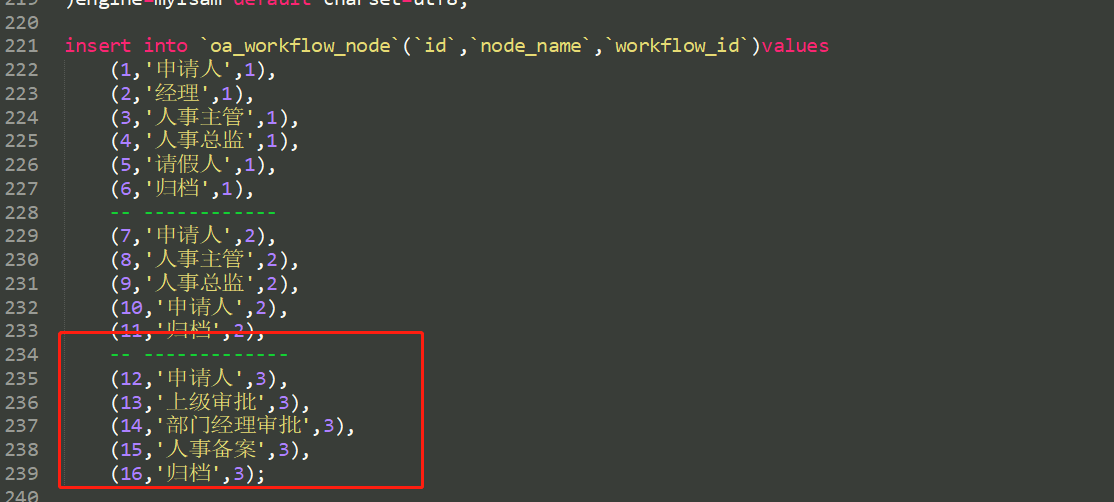 219 )engine=myisam default charset=utf8;
220
221 insert into `oa_workflow_node`(`id`,`node_name`,`workflow_id`)values
222 (1,'申请人',1),
223 (2,'经理',1),
224 (3,'人事主管',1),
225 (4,'人事总监',1),
226 (5,'请假人',1),
227 (6,'归档',1),
228 -- ------------
229 (7,'申请人',2),
230 (8,'人事主管',2),
231 (9,'人事总监',2),
232 (10,'申请人',2),
233 (11,'归档',2),
234 -- -------------
235 (12,'申请人',3),
236 (13,'上级审批',3),
237 (14,'部门经理审批',3),
238 (15,'人事备案',3),
239 (16,'归档',3);
240